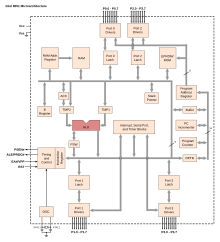 Intel 8051 Microarchitecture
P0.0 - P0.7
P2.0 - P2.7
Port 0
Drivers
Port 2
Drivers
RAM Addr
Register
RAM
Port 0
Latch
Port 2
Latch
EPROM/
ROM
B
Register
ACC
TMP2
TMP1
ALU
PSW
Stack
Pointer
Program
Address
Register
Buffer
PC
Incrementer
Program
Counter
DPTR
Interrupt, Serial Port,
and Timer Blocks
PSEN
ALE/PROG
EA/VPP
RST
Timing
and
Control
Instruction
Register
Port 1
Latch
Port 3
Latch
OSC
Port 1
Drivers
Port 3
Drivers
XTAL1
XTAL2
P1.0 - P1.7
P3.0 - P3.7